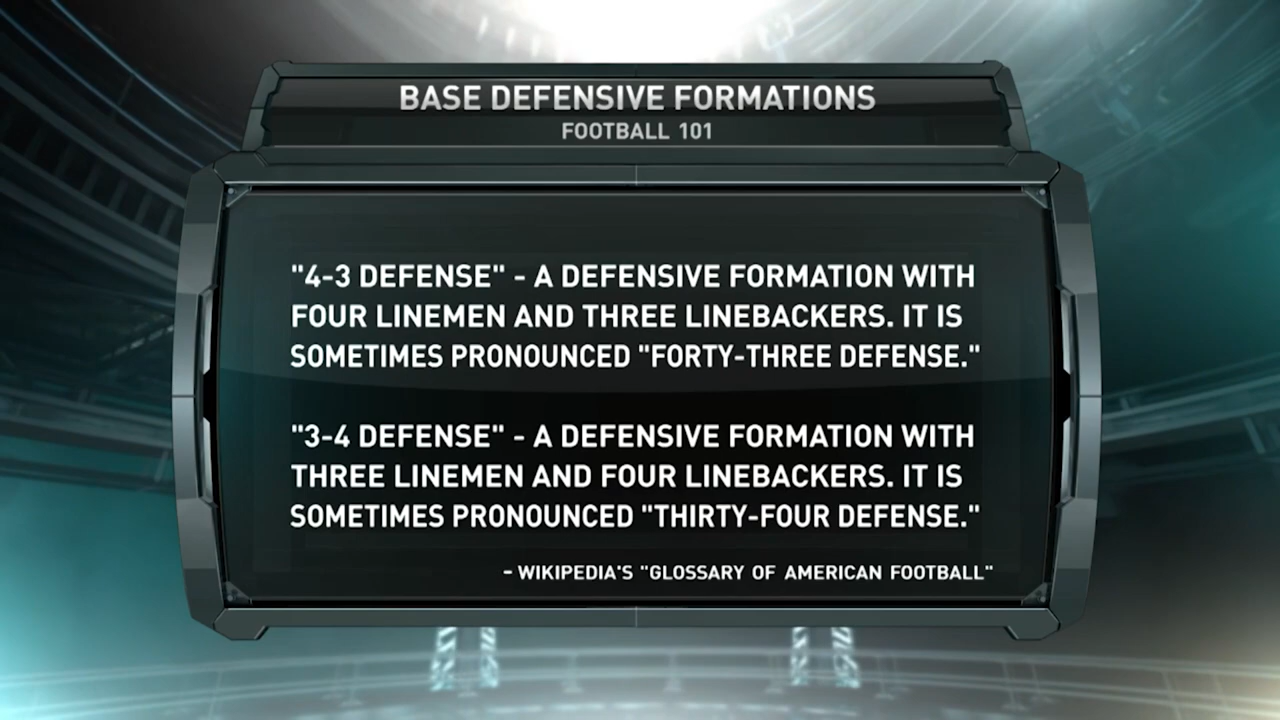 BASE DEFENSIVE FORMATIONS
FOOTBALL 101
"4-3 DEFENSE" - A DEFENSIVE FORMATION WITH
FOUR LINEMEN AND THREE LINEBACKERS. IT IS
SOMETIMES PRONOUNCED "FORTY-THREE DEFENSE."
"3-4 DEFENSE" - A DEFENSIVE FORMATION WITH
THREE LINEMEN AND FOUR LINEBACKERS. IT IS
SOMETIMES PRONOUNCED "THIRTY-FOUR DEFENSE."
- WIKIPEDIA'S "GLOSSARY OF AMERICAN FOOTBALL"